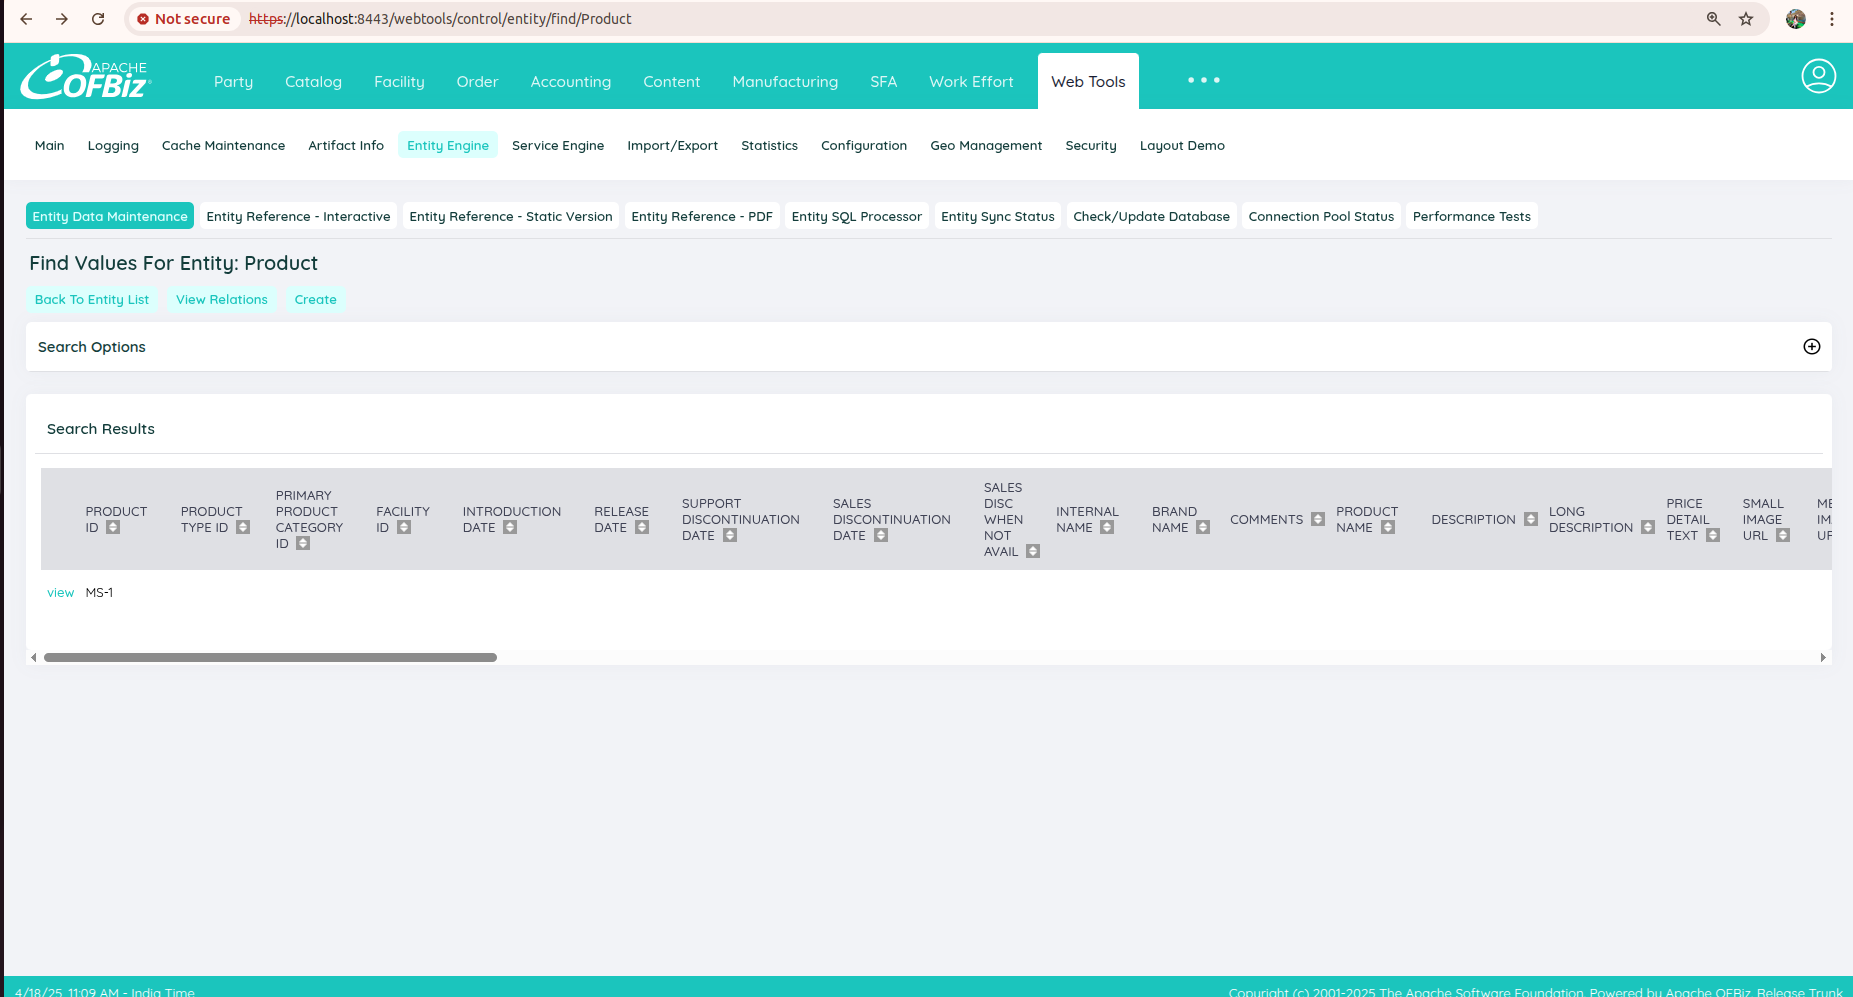 Not secure https://localhost:8443/webtools/control/entity/find/Product
APACHE OFBiz Party Catalog Facility Order Accounting Content Manufacturing SFA Work Effort Web Tools
Main Logging Cache Maintenance Artifact Info Entity Engine Service Engine Import/Export Statistics Configuration Geo Management Security Layout Demo
Entity Data Maintenance Entity Reference - Interactive Entity Reference - Static Version Entity Reference - PDF Entity SQL Processor Entity Sync Status Check/Update Database Connection Pool Status Performance Tests
Find Values For Entity: Product
Back To Entity List View Relations Create
Search Options
Search Results
PRODUCT ID
PRODUCT TYPE ID
PRIMARY PRODUCT CATEGORY ID
FACILITY ID
INTRODUCTION DATE
RELEASE DATE
SUPPORT DISCONTINUATION DATE
SALES DISCONTINUATION DATE
SALES DISC WHEN NOT AVAIL
INTERNAL NAME
BRAND NAME
COMMENTS
PRODUCT NAME
DESCRIPTION
LONG DESCRIPTION
PRICE DETAIL TEXT
SMALL IMAGE URL
view MS-1
4/18/25, 11:09 AM - India Time
Copyright (c) 2001-2025 The Apache Software Foundation. Powered by Apache OFBiz. Release Trunk